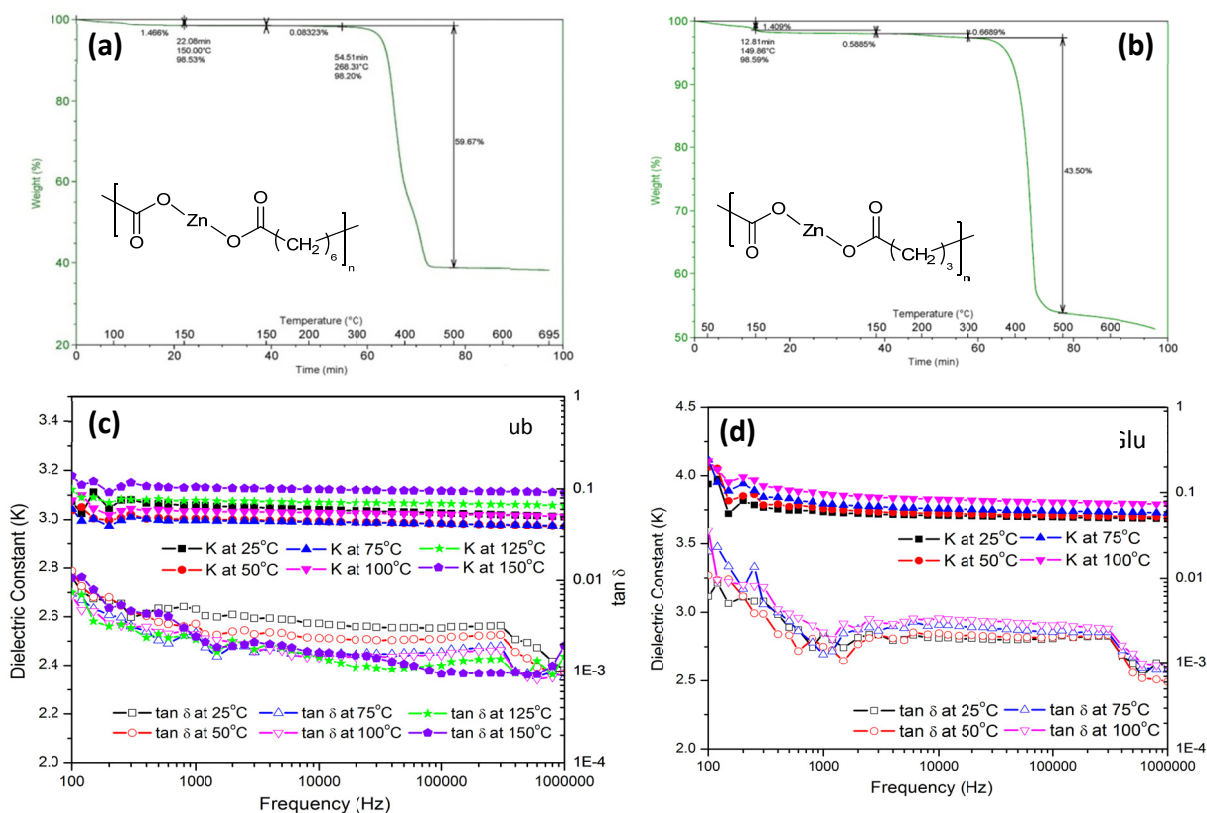 (a)
100
80
60
40
20
Weight (%)
1.466%
22.08min
150.00°C
98.53%
0.08323%
54.51min
98.20%
59.67%
O
O
Zn
O
O
CH2
6
n
Temperature (°C)
100 150 150 200 300 400 500 600 695
0 20 40 60 80 100
Time (min)
(b)
100
90
80
70
60
50
Weight (%)
1.409%
12.81min
149.86°C
98.59%
0.5885%
0.6689%
43.50%
O
O
Zn
O
O
CH2
3
n
Temperature (°C)
50 150 150 200 300 400 500 600
0 20 40 60 80 100
Time (min)
(c)
ub
3.4
3.2
3.0
2.8
2.6
2.4
2.2
2.0
Dielectric Constant (K)
K at 25°C
K at 50°C
K at 75°C
K at 100°C
K at 125°C
K at 150°C
tan δ at 25°C
tan δ at 50°C
tan δ at 75°C
tan δ at 100°C
tan δ at 125°C
tan δ at 150°C
1
0.1
0.01
1E-3
1E-4
tan δ
100 1000 10000 100000 1000000
Frequency (Hz)
(d)
Glu
4.5
4.0
3.5
3.0
2.5
2.0
Dielectric Constant (K)
K at 25°C
K at 50°C
K at 75°C
K at 100°C
tan δ at 25°C
tan δ at 50°C
tan δ at 75°C
tan δ at 100°C
1
0.1
0.01
1E-3
1E-4
100 1000 10000 100000 1000000
Frequency (Hz)